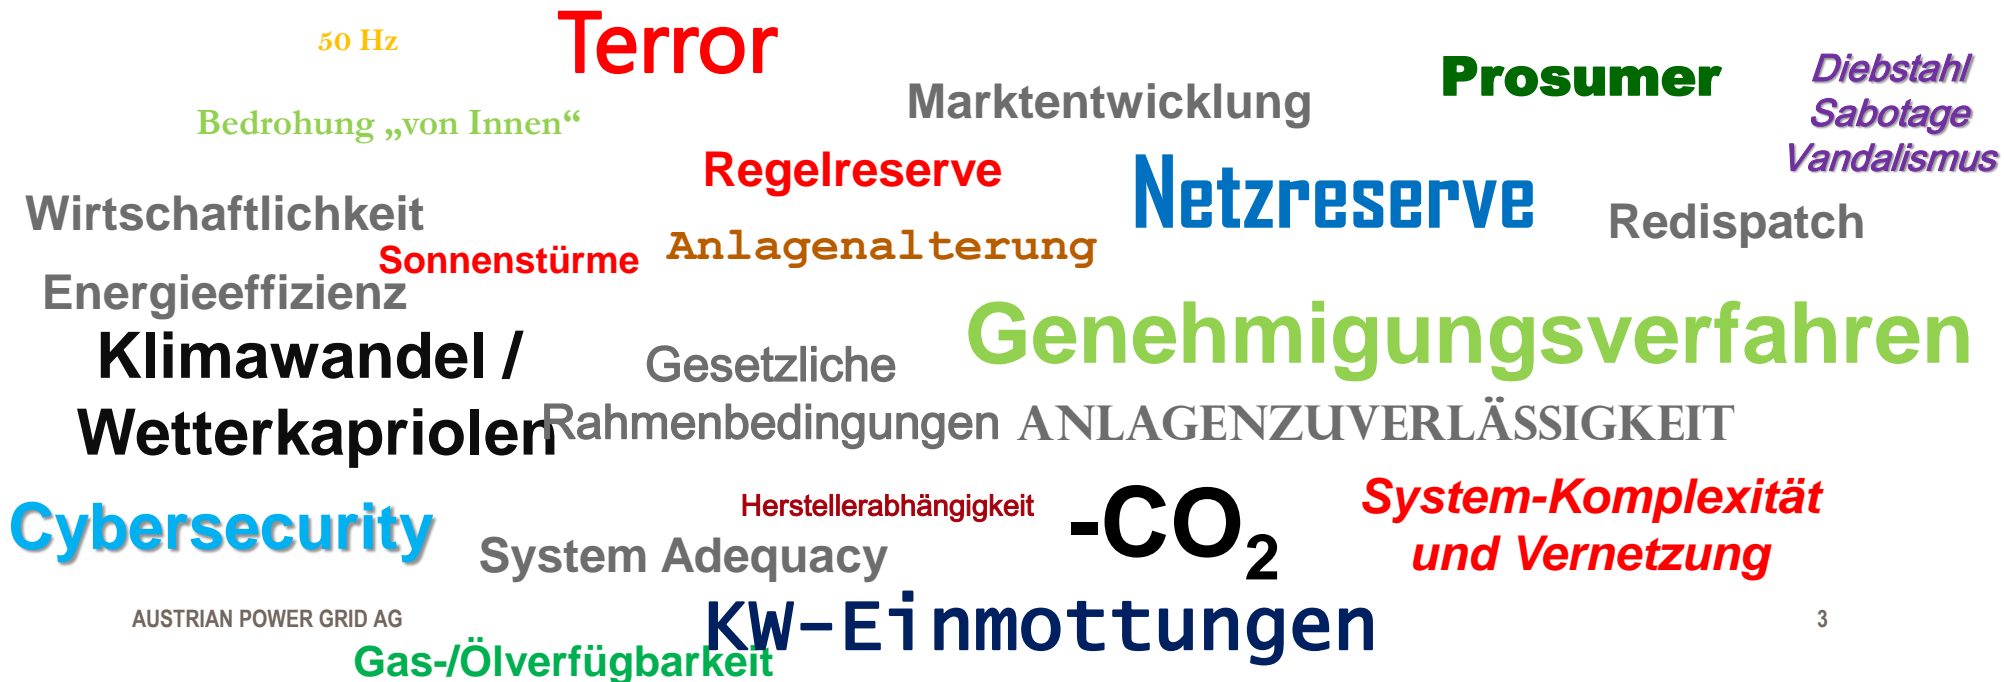 50 Hz
Terror
Marktentwicklung
Prosumer
Diebstahl
Sabotage
Vandalismus
Bedrohung „von Innen“
Regelreserve
Netzreserve
Wirtschaftlichkeit
Redispatch
Sonnenstürme
Anlagenalterung
Energieeffizienz
Klimawandel /
Wetterkapriolen
Gesetzliche
Rahmenbedingungen
Genehmigungsverfahren
ANLAGENZUVERLÄSSIGKEIT
Cybersecurity
System Adequacy
Herstellerabhängigkeit
-CO₂
System-Komplexität
und Vernetzung
AUSTRIAN POWER GRID AG
KW-Einmottungen
3
Gas-/Ölverfügbarkeit